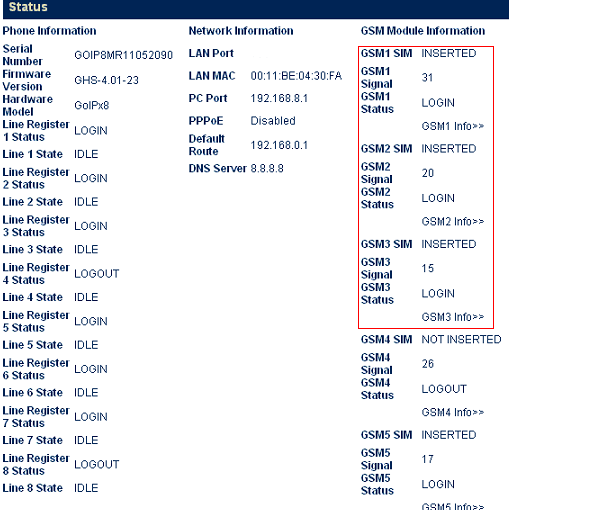 Status
Phone Information
Serial
Number GOIP8MR11052090
Firmware
Version GHS-4.01-23
Hardware
Model GoIPx8
Line Register
1 Status LOGIN
Line 1 State IDLE
Line Register
2 Status LOGIN
Line 2 State IDLE
Line Register
3 Status LOGIN
Line 3 State IDLE
Line Register
4 Status LOGOUT
Line 4 State IDLE
Line Register
5 Status LOGIN
Line 5 State IDLE
Line Register
6 Status LOGIN
Line 6 State IDLE
Line Register
7 Status LOGIN
Line 7 State IDLE
Line Register
8 Status LOGOUT
Line 8 State IDLE
Network Information
LAN Port
LAN MAC 00:11:BE:04:30:FA
PC Port 192.168.8.1
PPPoE Disabled
Default
Route 192.168.0.1
DNS Server 8.8.8.8
GSM Module Information
GSM1 SIM INSERTED
GSM1
Signal 31
GSM1
Status LOGIN
GSM1 Info>>
GSM2 SIM INSERTED
GSM2
Signal 20
GSM2
Status LOGIN
GSM2 Info>>
GSM3 SIM INSERTED
GSM3
Signal 15
GSM3
Status LOGIN
GSM3 Info>>
GSM4 SIM NOT INSERTED
GSM4
Signal 26
GSM4
Status LOGOUT
GSM4 Info>>
GSM5 SIM INSERTED
GSM5
Signal 17
GSM5
Status LOGIN
GSM5 Info>>